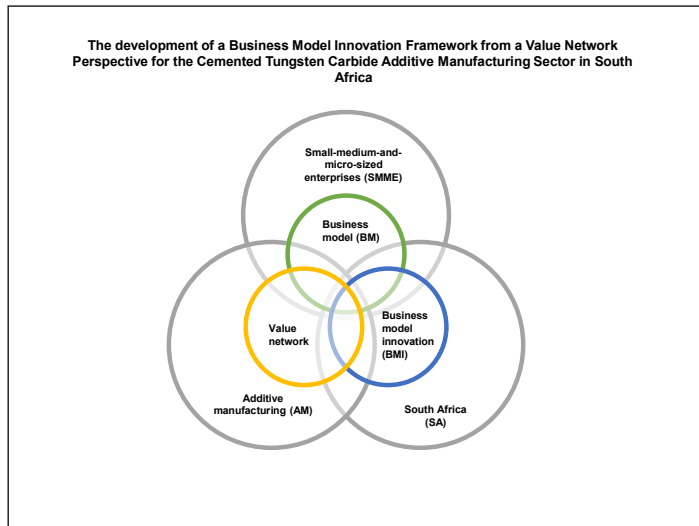 The development of a Business Model Innovation Framework from a Value Network
Perspective for the Cemented Tungsten Carbide Additive Manufacturing Sector in South
Africa
Small-medium-and-
micro-sized
enterprises (SMME)
Business
model (BM)
Value
network
Business
model
innovation
(BMI)
Additive
manufacturing (AM)
South Africa
(SA)